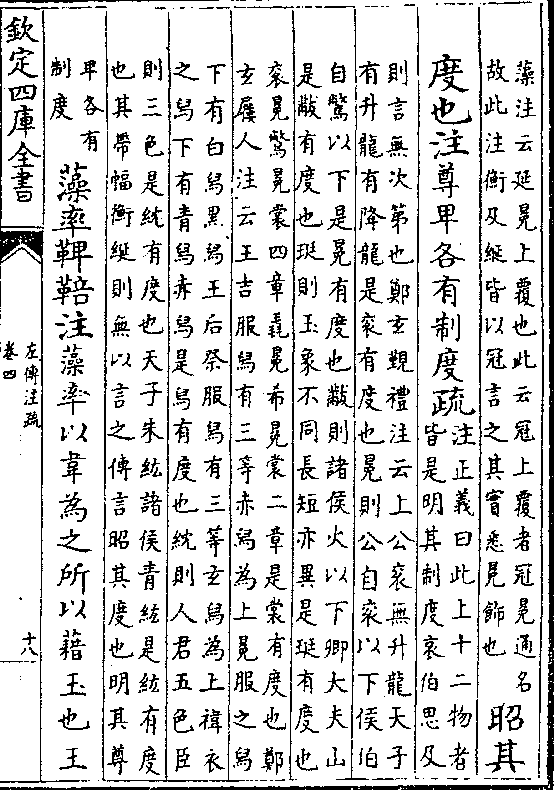 藻注云延冕上覆也此云冠上覆者冠冕通名
故此注衡及綖皆以冠言之其實悉冕飾也
昭其
度也注尊卑各有制度疏
注正義曰此上十二物者
皆是明其制度哀伯思及
則言無次第也鄭玄覲禮注云上公衮無升龍天子
有升龍有降龍是衮有度也冕則公自衮以下侯伯
自鷩以下是冕有度也黻則諸侯火以下卿大夫山
是黻有度也珽則玉象不同長短亦異是珽有度也
衮冕鷩冕裳四章毳冕希冕裳二章是裳有度也鄭
玄屨人注云王吉服舄有三等赤舄為上冕服之舄
下有白舄黑舄王后祭服舄有三等玄舄為上褘衣
之舄下有青舄赤舄是舄有度也紞則人君五色臣
則三色是紞有度也天子朱紘諸侯青紘是紘有度
也其帶幅衡綖則無以言之傳言昭其度也明其尊
卑各有
制度
藻率鞞鞛注藻率以韋為之所以藉玉也王
欽定四庫全書
左傳注疏
卷四
十八